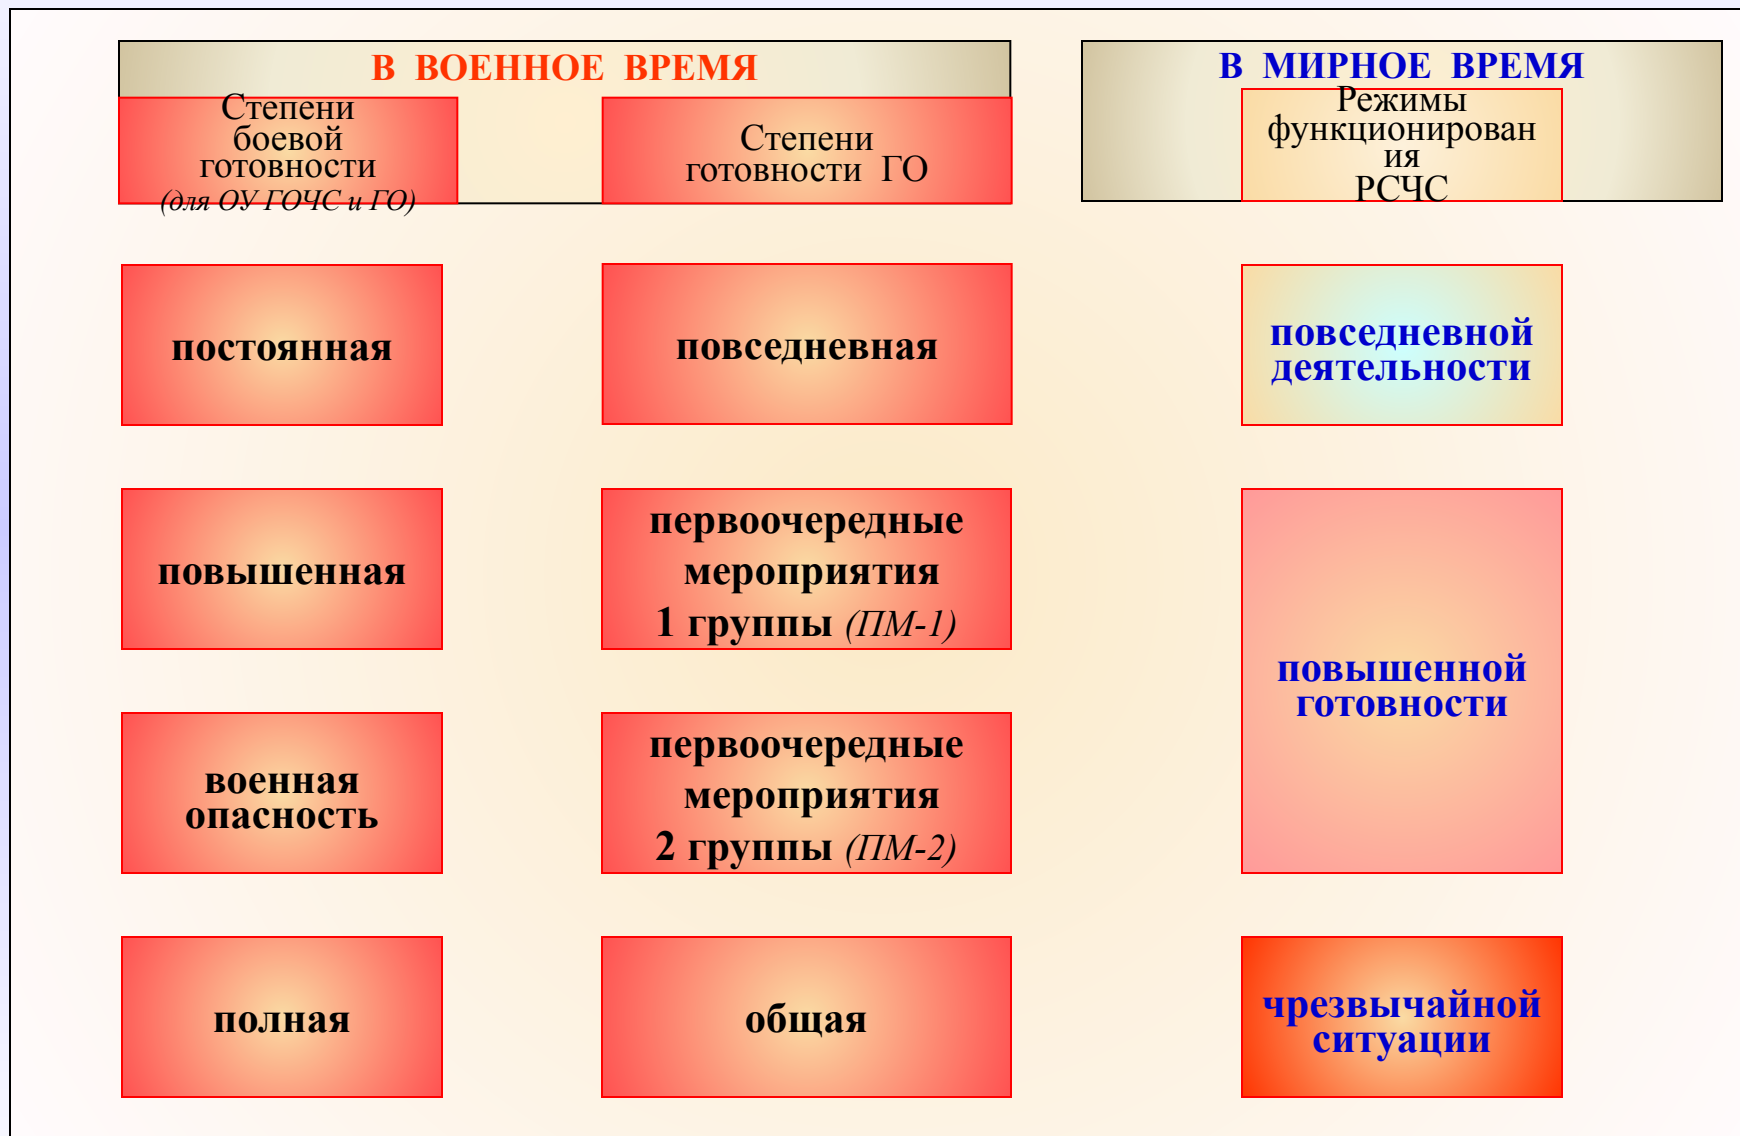 В ВОЕННОЕ ВРЕМЯ
Степени
боевой
готовности
(для ОУ ГОЧС и ГО)
Степени
готовности ГО
В МИРНОЕ ВРЕМЯ
Режимы
функционирован
ия
РСЧС
постоянная
повседневная
повседневной
деятельности
повышенная
первоочередные
мероприятия
1 группы (ПМ-1)
повышенной
готовности
военная
опасность
первоочередные
мероприятия
2 группы (ПМ-2)
полная
общая
чрезвычайной
ситуации